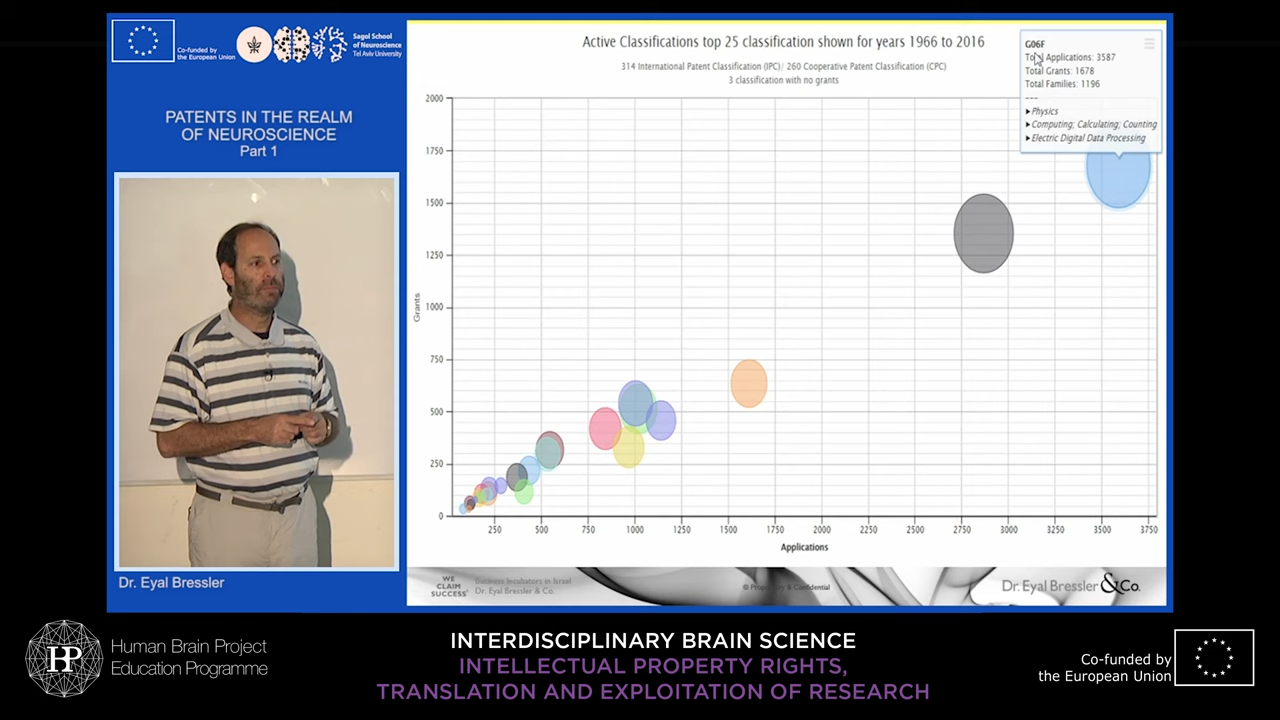 Co-funded by
the European Union
Sagol School
of Neuroscience
Tel Aviv University
PATENTS IN THE REALM
OF NEUROSCIENCE
Part 1
Dr. Eyal Bressler
Active Classifications top 25 classification shown for years 1966 to 2016
314 International Patent Classification (IPC)/ 260 Cooperative Patent Classification (CPC)
3 classification with no grants
G06F
Total Applications: 3587
Total Grants: 1678
Total Families: 1196
---
▸Physics
▸Computing; Calculating; Counting
▸Electric Digital Data Processing
2000
1750
1500
1250
1000
750
500
250
0
Grants
250
500
750
1000
1250
1500
1750
2000
2250
2500
2750
3000
3250
3500
3750
Applications
WE
CLAIM
SUCCESS
Business Incubators in Israel
Dr. Eyal Bressler & Co.
© Proprietary & Confidential
Dr. Eyal Bressler &Co.
HBP
Human Brain Project
Education Programme
INTERDISCIPLINARY BRAIN SCIENCE
INTELLECTUAL PROPERTY RIGHTS,
TRANSLATION AND EXPLOITATION OF RESEARCH
Co-funded by
the European Union